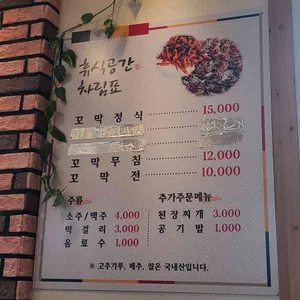 휴식공간
차림표
꼬막정식 15,000
꼬막무침 12,000
꼬막전 10,000
주류
소주/맥주 4,000
막걸리 3,000
음료수 1,000
추가주문메뉴
된장찌개 3,000
공기밥 1,000
※ 고추가루, 배추, 쌀은 국내산입니다.